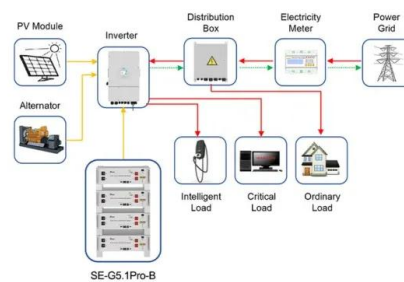 PV Module
Inverter
Distribution
Box
Electricity
Meter
Power
Grid
Alternator
Intelligent
Load
Critical
Load
Ordinary
Load
SE-G5.1Pro-B